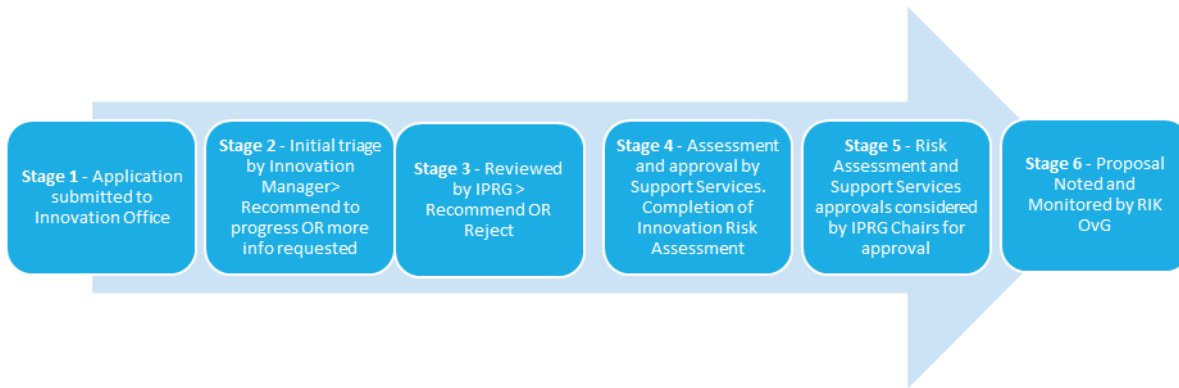 Stage 1 - Application
submitted to
Innovation Office
Stage 2 - Initial triage
by Innovation
Manager>
Recommend to
progress OR more
info requested
Stage 3 - Reviewed
by IPRG >
Recommend OR
Reject
Stage 4 - Assessment
and approval by
Support Services.
Completion of
Innovation Risk
Assessment
Stage 5 - Risk
Assessment and
Support Services
approvals considered
by IPRG Chairs for
approval
Stage 6 - Proposal
Noted and
Monitored by RIK
OvG